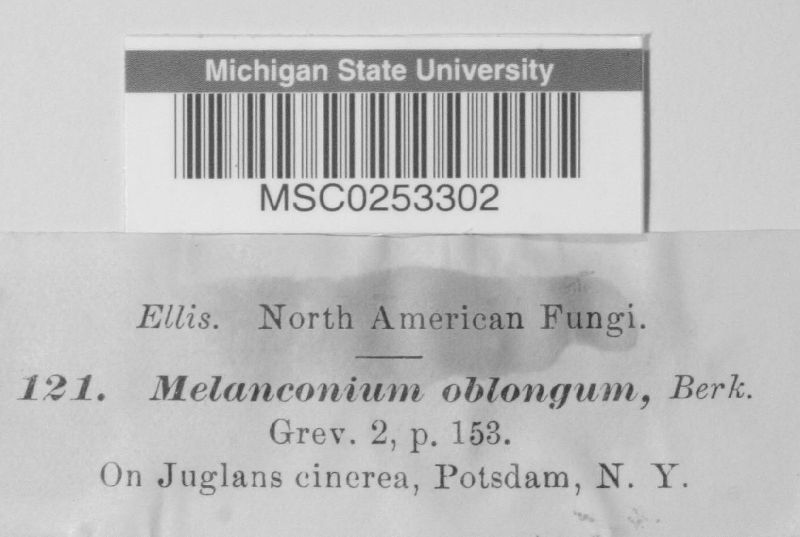 Michigan State University
MSC0253302
Ellis. North American Fungi.
121. Melanconium oblongum, Berk.
Grev. 2, p. 153.
On Juglans cinerea, Potsdam, N. Y.